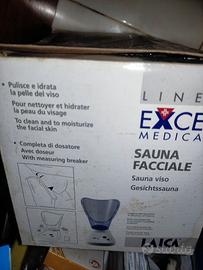 • Pulisce e idrata
la pelle del viso
Pour nettoyer et hidrater
la peau du visage
To clean and to moisturize
the facial skin
• Completa di dosatore
Avec doseur
With measuring breaker
LINE
EXCE
MEDICA
SAUNA
FACCIALE
Sauna viso
Gesichtssauna
LAICA
subito